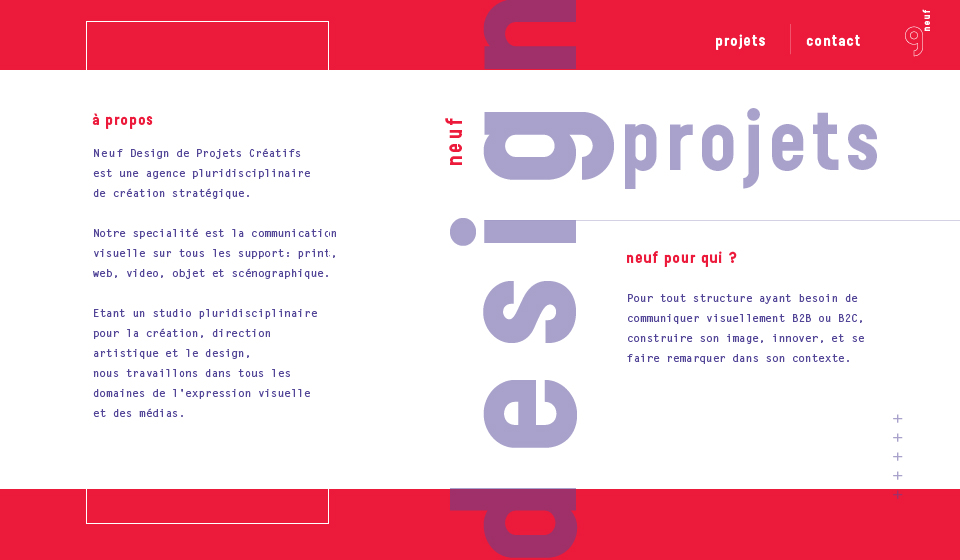 projets
contact
9 neuf
à propos
Neuf Design de Projets Créatifs
est une agence pluridisciplinaire
de création stratégique.
Notre specialité est la communication
visuelle sur tous les support: print,
web, video, objet et scénographique.
Etant un studio pluridisciplinaire
pour la création, direction
artistique et le design,
nous travaillons dans tous les
domaines de l'expression visuelle
et des médias.
neuf
design
projets
neuf pour qui ?
Pour tout structure ayant besoin de
communiquer visuellement B2B ou B2C,
construire son image, innover, et se
faire remarquer dans son contexte.
+
+
+
+
+